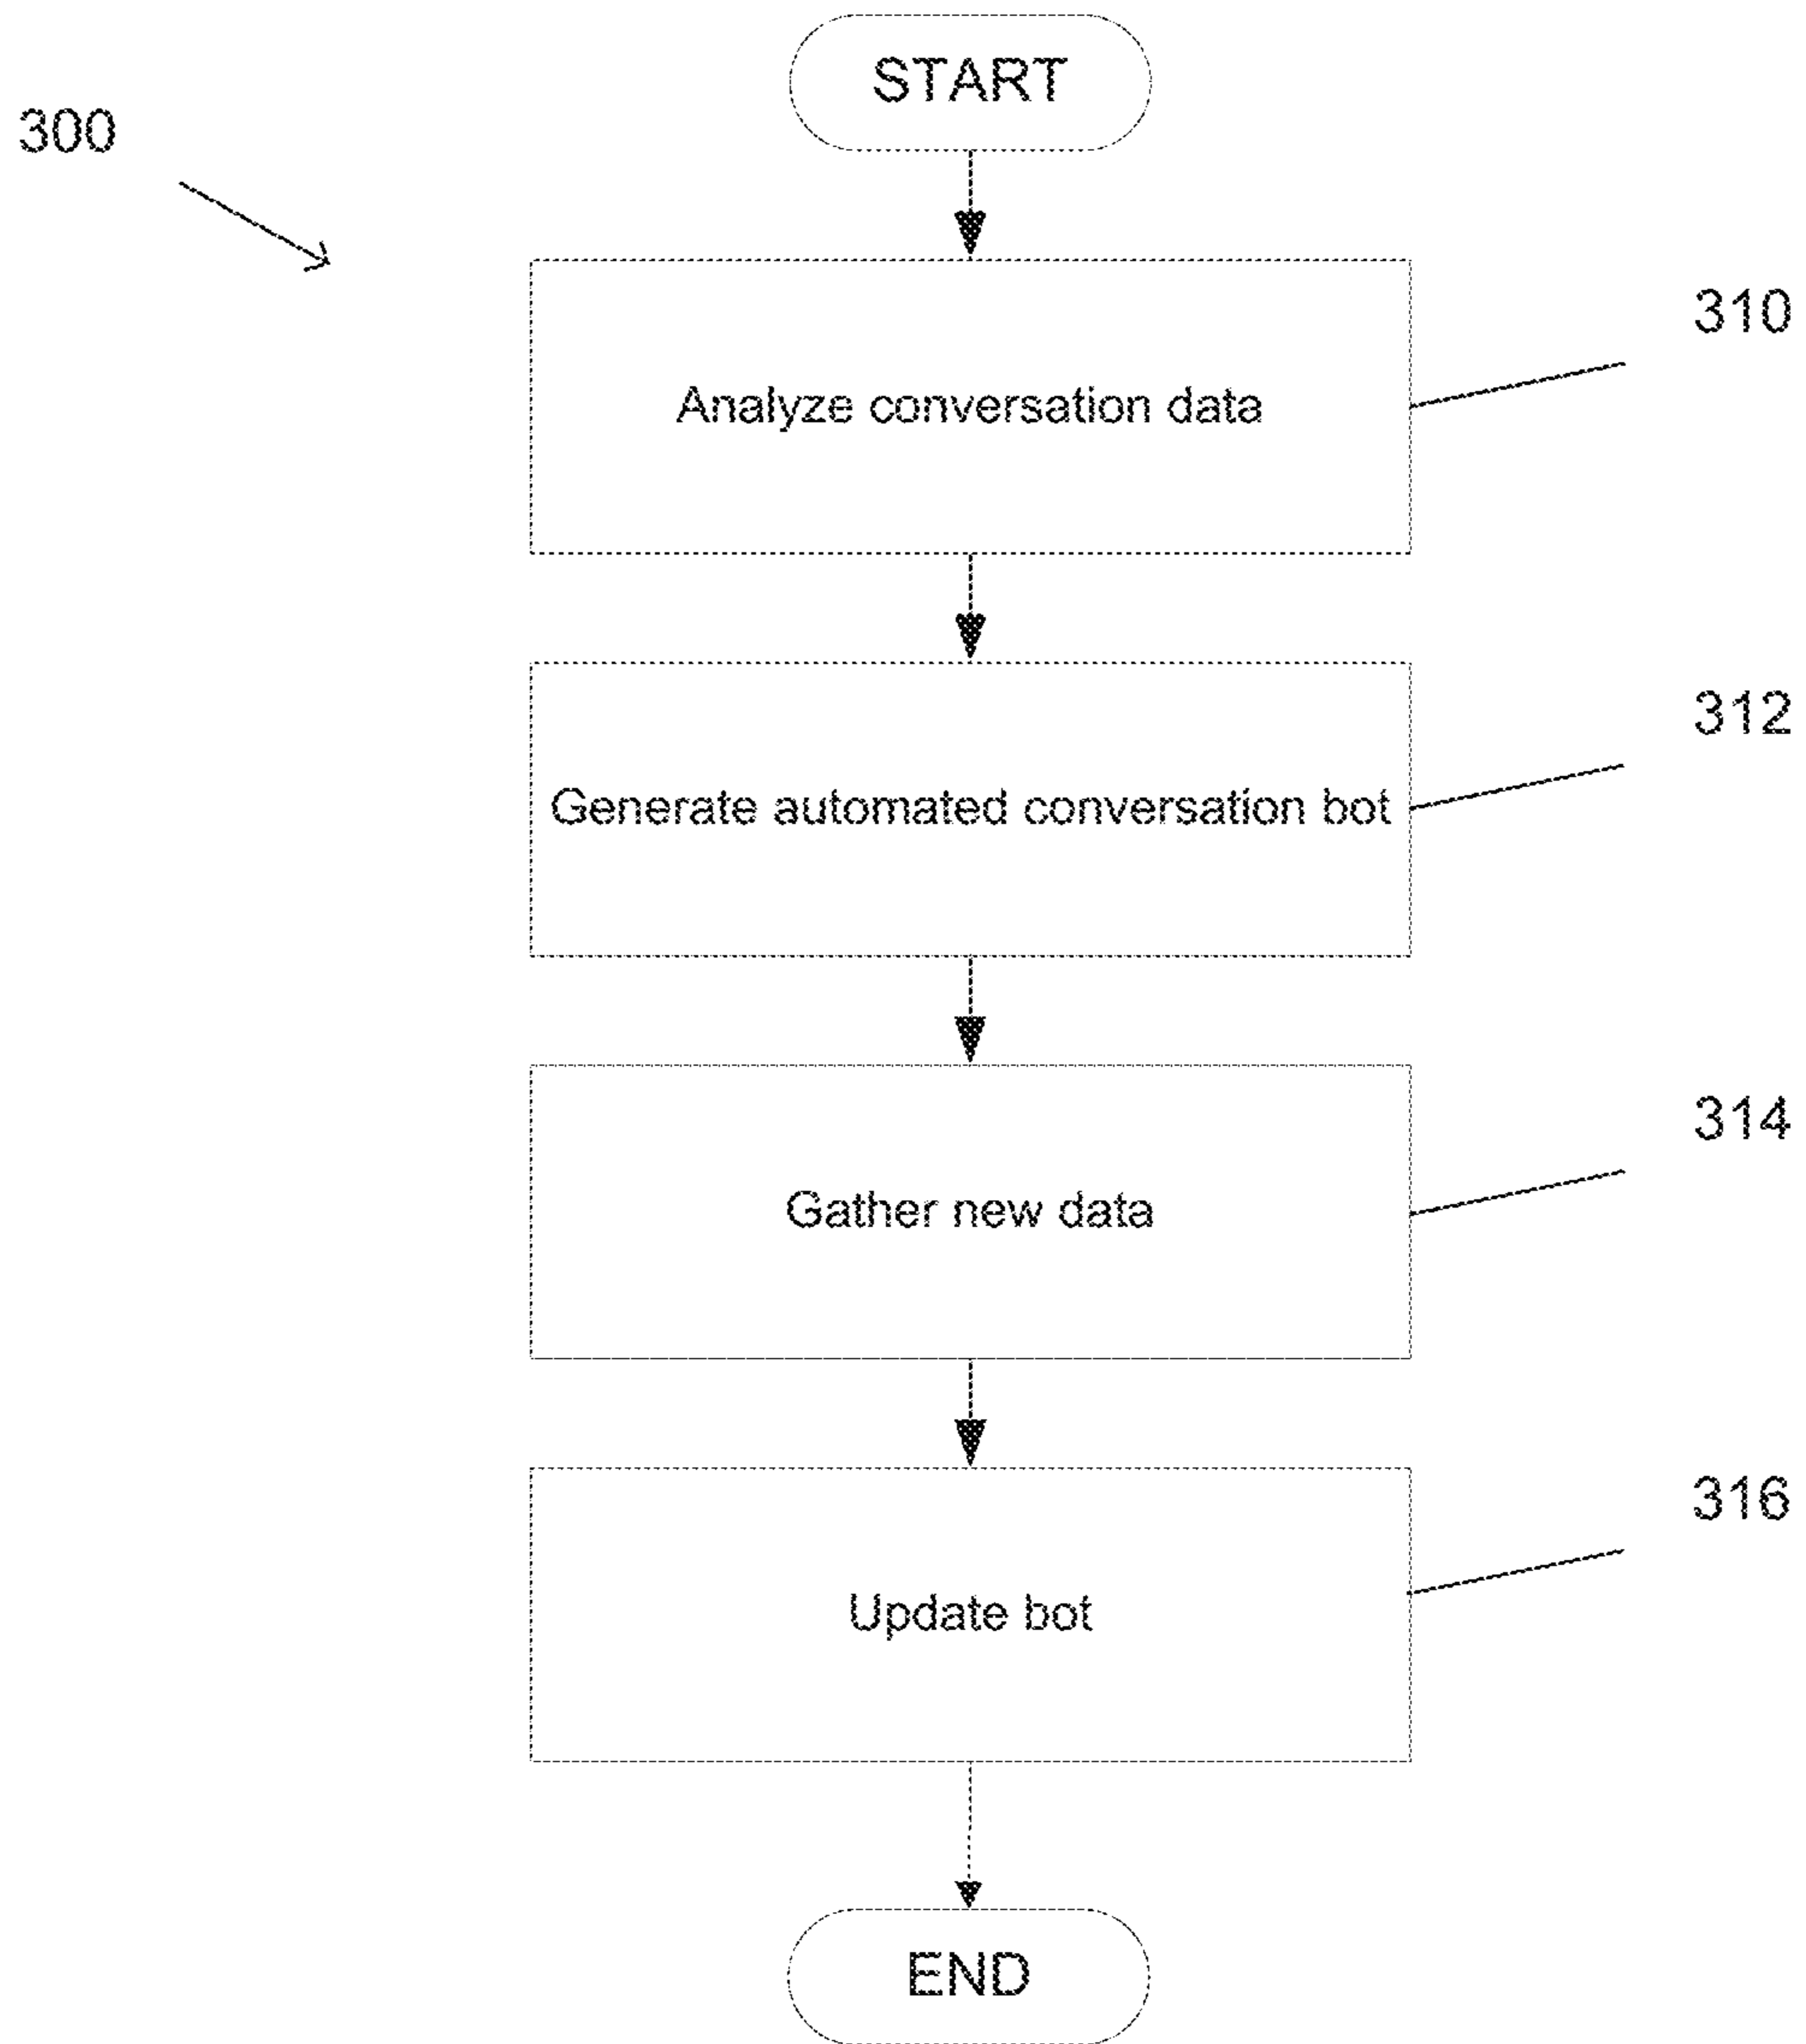 START
300
310
Analyze conversation data
312
Generate automated conversation bot
314
Gather new data
316
Update bot
END